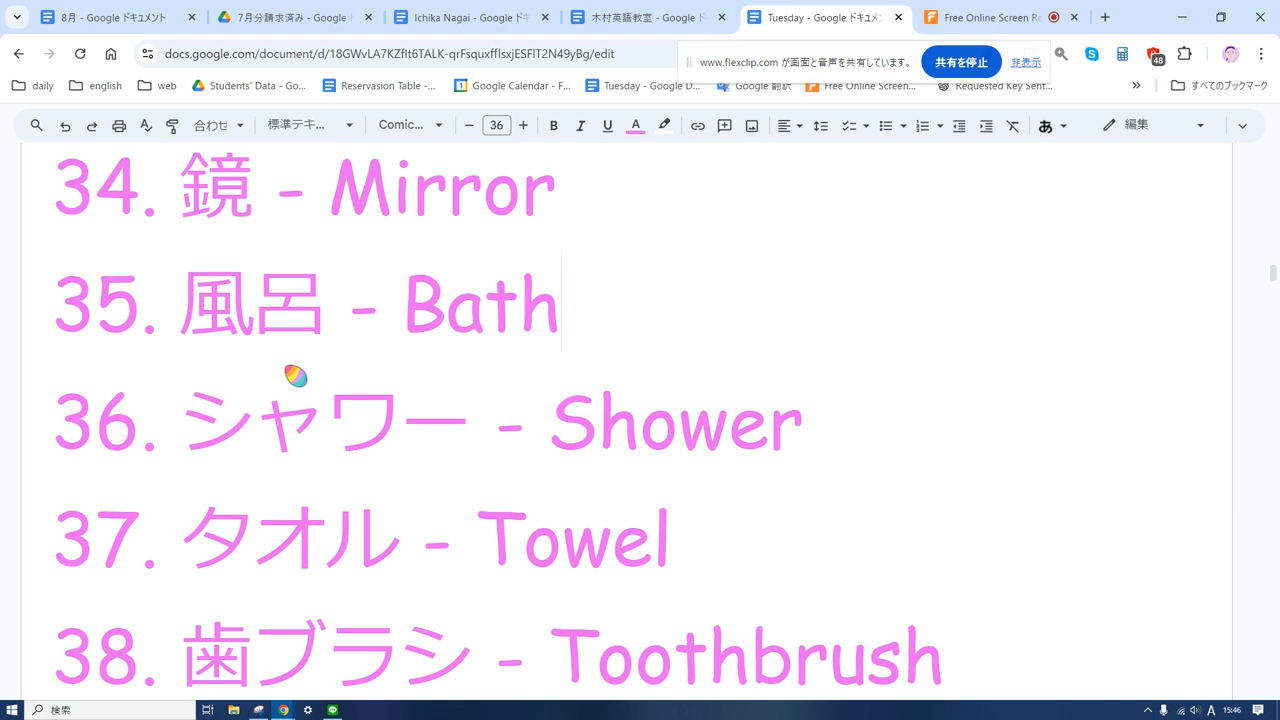 8月 - Google ドキュメント
7月分請求済み - Google
Ichika Nagai - Google ドキ
木村英語教室 - Google ド
Tuesday - Google ドキュメン
Free Online Screen Re
docs.google.com/document/d/18GWvLA7KZflt6TALK-qrFsquxfflsxjESFlT2N49yBg/edit
www.flexclip.com が画面と音声を共有しています。
共有を停止
非表示
48
daily
english
web
Students' Data - Go...
Reservasion Table -...
Google Calendar - F...
Tuesday - Google D...
Google 翻訳
Free Online Screen...
Requested Key Sent...
すべてのブックマーク
合わせ
標準テキ...
Comic...
36
B
I
U
A
あ
編集
34. 鏡 - Mirror
35. 風呂 - Bath
36. シャワー - Shower
37. タオル - Towel
38. 歯ブラシ - Toothbrush
検索
A
15:46